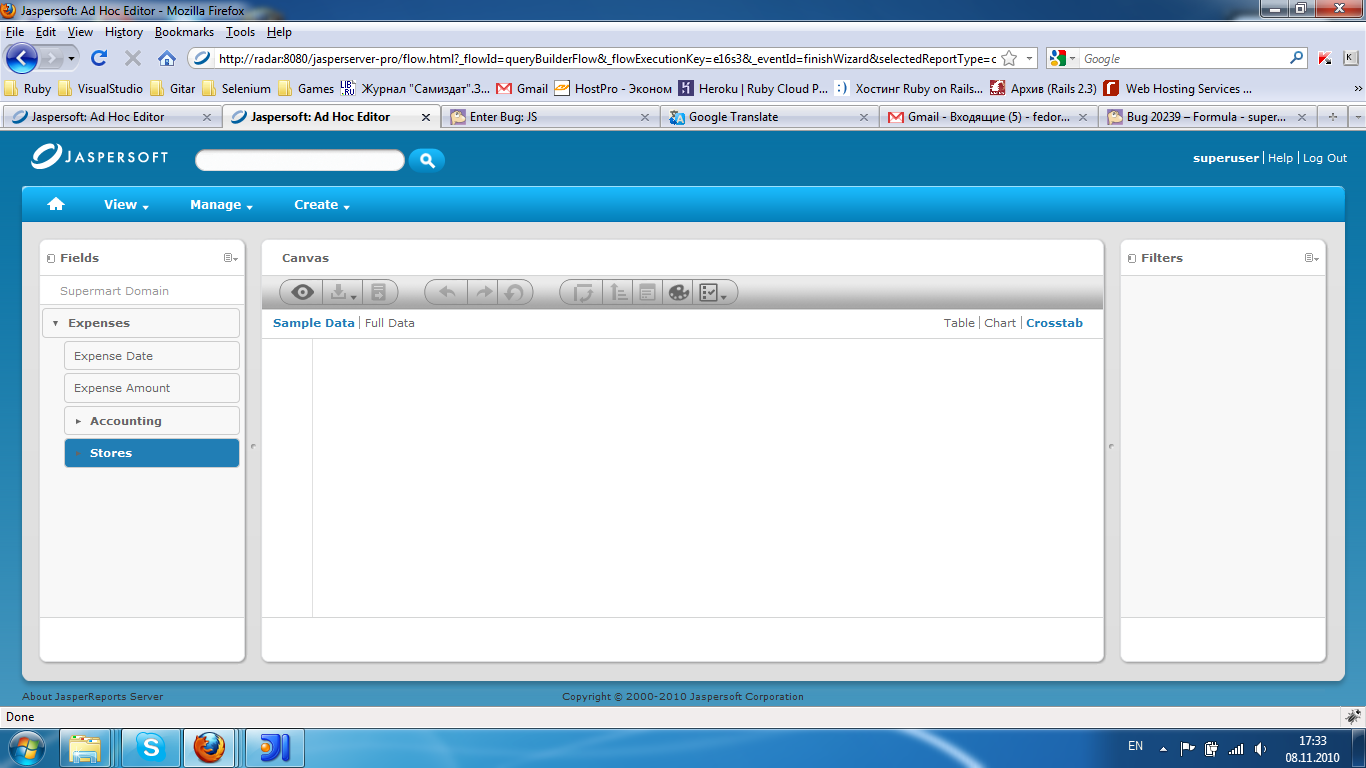 Jaspersoft: Ad Hoc Editor - Mozilla Firefox
File Edit View History Bookmarks Tools Help
http://radar:8080/jasperserver-pro/flow.html?_flowId=queryBuilderFlow&_flowExecutionKey=e16s3&_eventId=finishWizard&selectedReportType=c
Google
Ruby VisualStudio Gitar Selenium Games LIB.RU Журнал "Самиздат".З... Gmail HostPro - Эконом Heroku | Ruby Cloud P... Хостинг Ruby on Rails... Архив (Rails 2.3) Web Hosting Services ... »
Jaspersoft: Ad Hoc Editor Jaspersoft: Ad Hoc Editor Enter Bug: JS Google Translate Gmail - Входящие (5) - fedor... Bug 20239 – Formula - super...
JASPERSOFT
superuser | Help | Log Out
View Manage Create
Fields
Canvas
Filters
Supermart Domain
Expenses
Sample Data | Full Data
Table | Chart | Crosstab
Expense Date
Expense Amount
Accounting
Stores
About JasperReports Server
Copyright © 2000-2010 Jaspersoft Corporation
Done
EN
17:33
08.11.2010